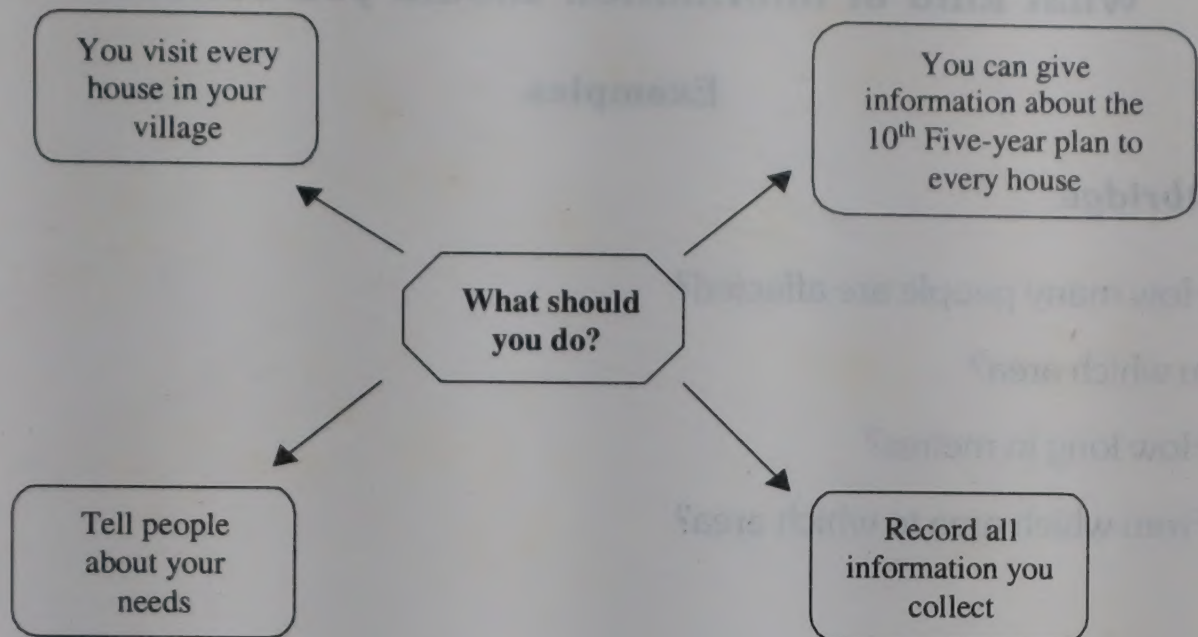 You visit every
house in your
village
You can give
information about the
10th Five-year plan to
every house
What should
you do?
Tell people
about your
needs
Record all
information you
collect